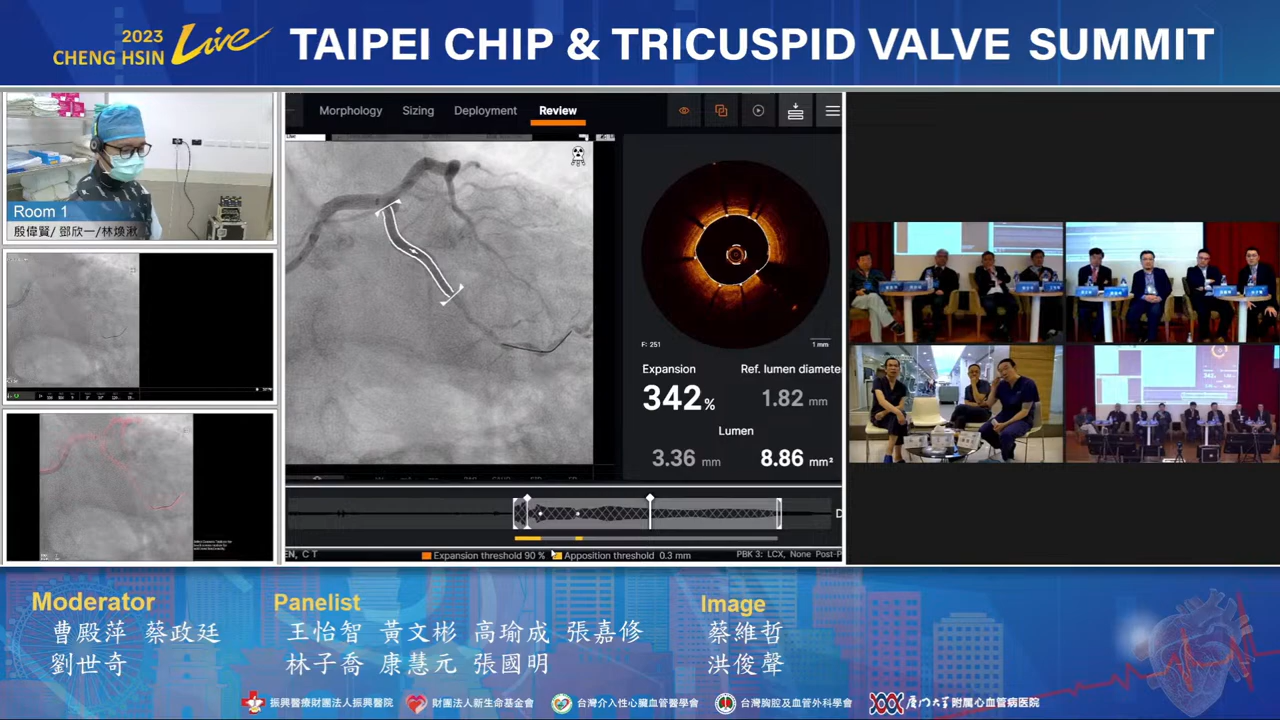 2023
CHENG HSIN Live
TAIPEI CHIP & TRICUSPID VALVE SUMMIT
Room 1
殷偉賢/ 鄧欣一/林煥湫
Morphology Sizing Deployment Review
F: 251
1 mm
Expansion
342%
Ref. lumen diamete
1.82 mm
Lumen
3.36 mm
8.86 mm²
EN, C T
Expansion threshold 90 %
Apposition threshold 0.3 mm
PBK 3: LCX, None Post-P
Moderator
曹殿萍 蔡政廷
劉世奇
Panelist
王怡智 黃文彬 高瑜成 張嘉修
林子喬 康慧元 張國明
Image
蔡維哲
洪俊聲
振興醫療財團法人振興醫院
財團法人新生命基金會
台灣介入性心臟血管醫學會
台灣胸腔及血管外科學會
厦门大学附属心血管病医院